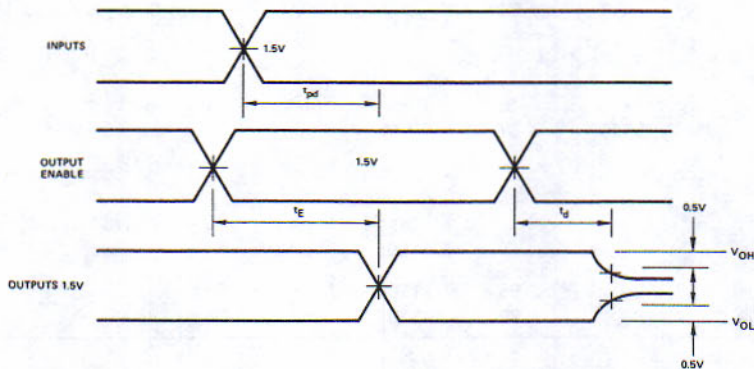 INPUTS
1.5V
tpd
OUTPUT
ENABLE
1.5V
tE
td
0.5V
VOH
OUTPUTS 1.5V
VOL
0.5V